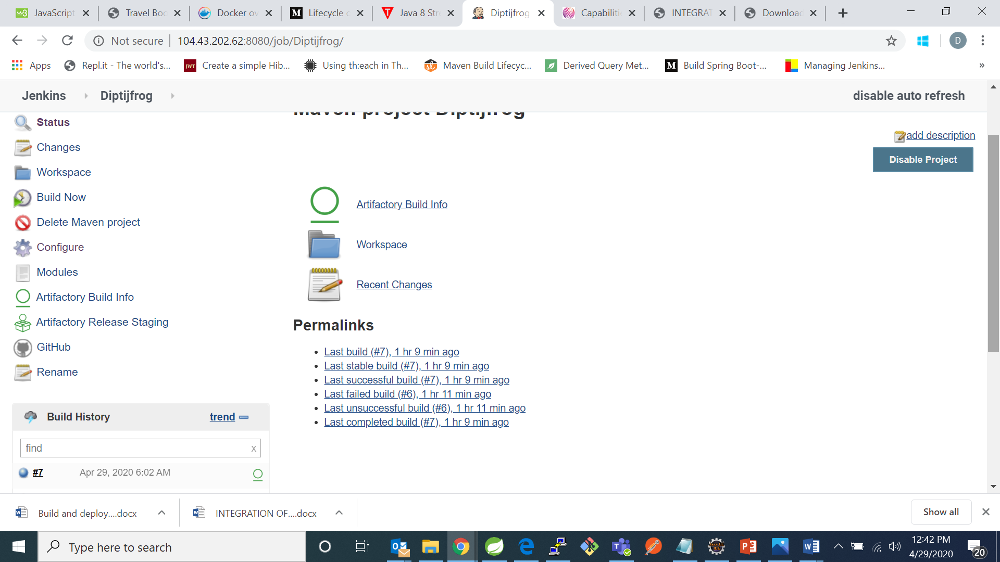 JavaScript
Travel Boo
Docker ov
Lifecycle o
Java 8 Stre
Diptijfrog
Capabiliti
INTEGRAT
Download
Not secure
104.43.202.62:8080/job/Diptijfrog/
D
Apps
Repl.it - The world's...
Create a simple Hib...
Using th:each in Th...
Maven Build Lifecyc...
Derived Query Met...
Build Spring Boot-...
Managing Jenkins...
»
Jenkins
Diptijfrog
disable auto refresh
Maven project Diptijfrog
add description
Disable Project
Status
Changes
Workspace
Build Now
Delete Maven project
Configure
Modules
Artifactory Build Info
Artifactory Release Staging
GitHub
Rename
Artifactory Build Info
Workspace
Recent Changes
Permalinks
Last build (#7), 1 hr 9 min ago
Last stable build (#7), 1 hr 9 min ago
Last successful build (#7), 1 hr 9 min ago
Last failed build (#6), 1 hr 11 min ago
Last unsuccessful build (#6), 1 hr 11 min ago
Last completed build (#7), 1 hr 9 min ago
Build History
trend
find
x
#7
Apr 29, 2020 6:02 AM
Build and deploy....docx
INTEGRATION OF....docx
Show all
Type here to search
12:42 PM
4/29/2020
20